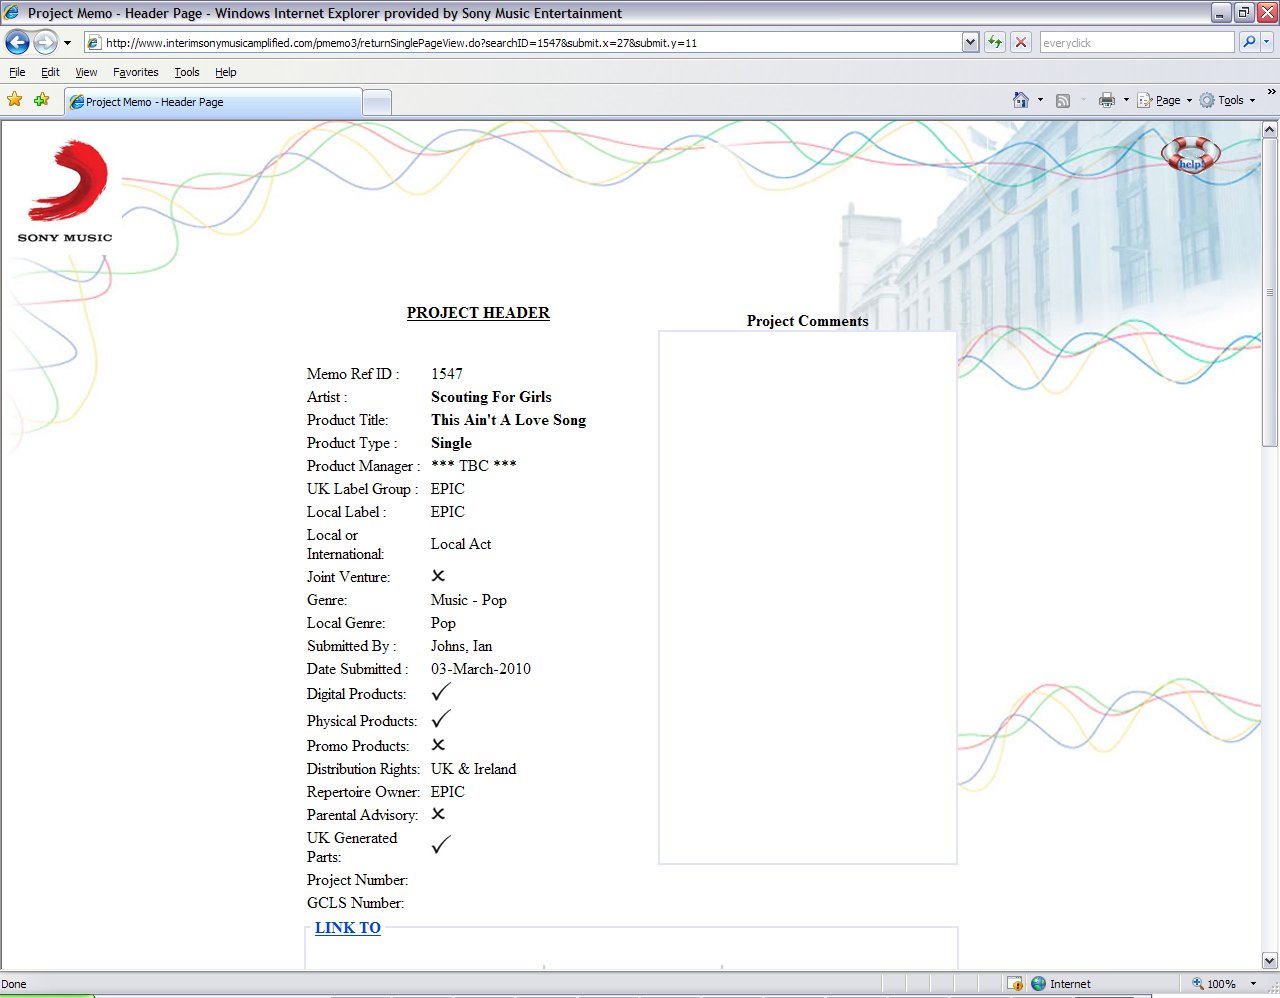 Project Memo - Header Page - Windows Internet Explorer provided by Sony Music Entertainment
http://www.interimsonymusicamplified.com/pmemo3/returnSinglePageView.do?searchID=1547&submit.x=27&submit.y=11
everyclick
File Edit View Favorites Tools Help
Project Memo - Header Page
Page Tools
help!
SONY MUSIC
PROJECT HEADER
Project Comments
Memo Ref ID : 1547
Artist : Scouting For Girls
Product Title: This Ain't A Love Song
Product Type : Single
Product Manager : *** TBC ***
UK Label Group : EPIC
Local Label : EPIC
Local or
International: Local Act
Joint Venture:
Genre: Music - Pop
Local Genre: Pop
Submitted By : Johns, Ian
Date Submitted : 03-March-2010
Digital Products:
Physical Products:
Promo Products:
Distribution Rights: UK & Ireland
Repertoire Owner: EPIC
Parental Advisory:
UK Generated
Parts:
Project Number:
GCLS Number:
LINK TO
Done
Internet
100%